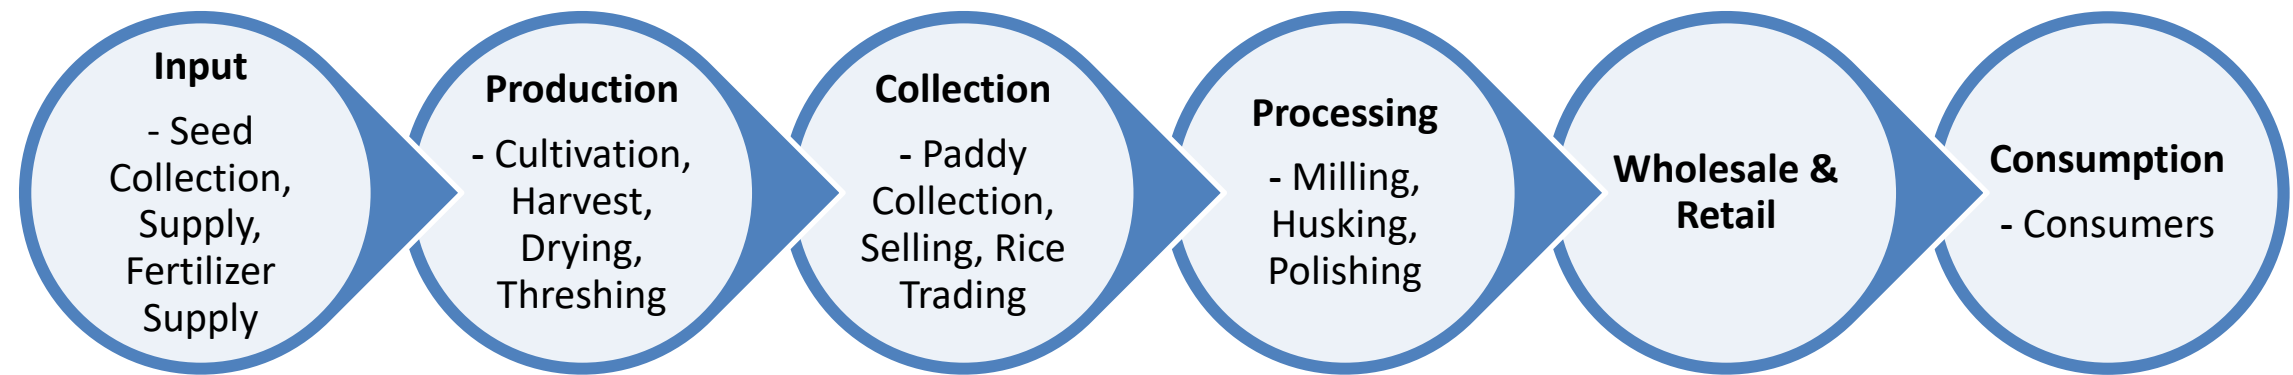 Input
- Seed
Collection,
Supply,
Fertilizer
Supply
Production
- Cultivation,
Harvest,
Drying,
Threshing
Collection
- Paddy
Collection,
Selling, Rice
Trading
Processing
- Milling,
Husking,
Polishing
Wholesale &
Retail
Consumption
- Consumers